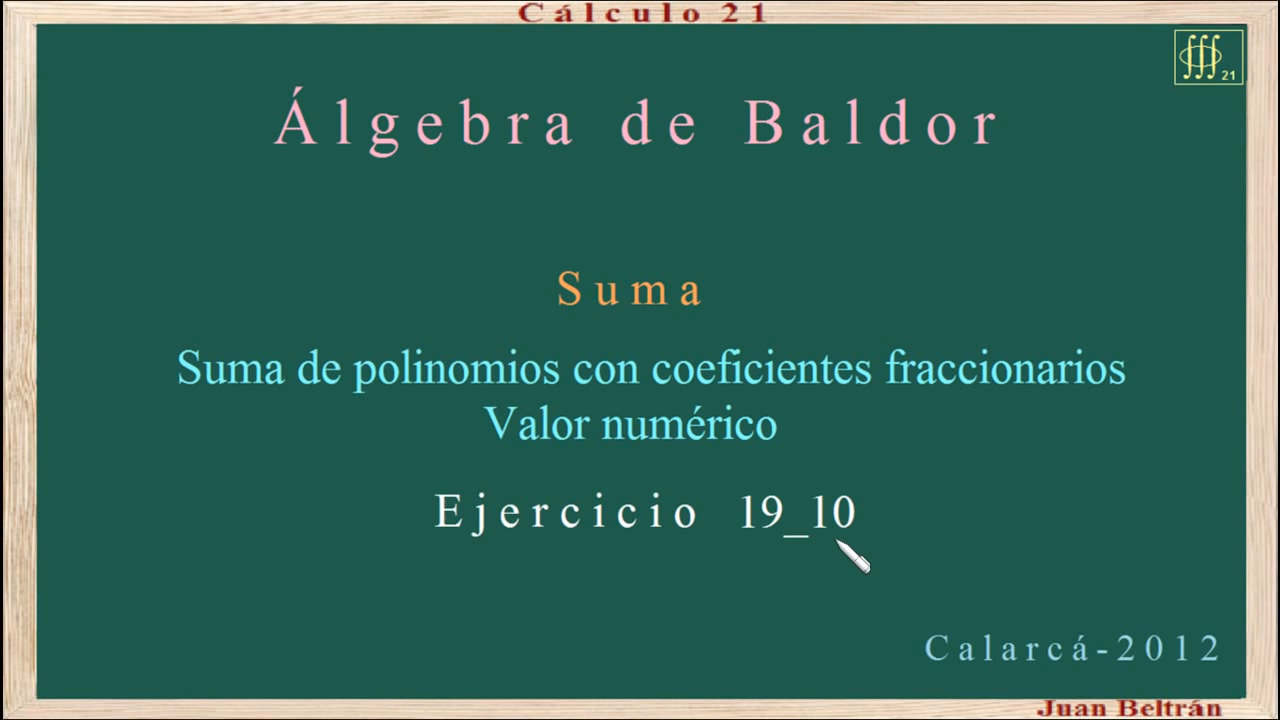 Cálculo 21
∰ 21
Álgebra de Baldor
Suma
Suma de polinomios con coeficientes fraccionarios
Valor numérico
Ejercicio 19_10
Calarcá-2012
Juan Beltrán